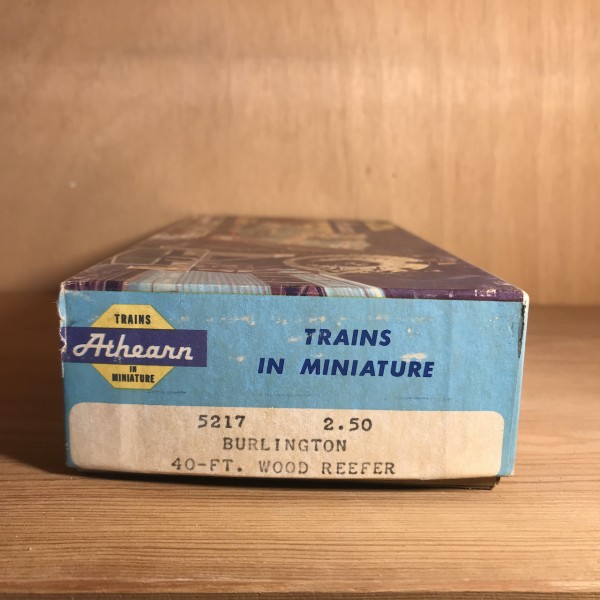 TRAINS
Athearn
IN
MINIATURE
TRAINS
IN MINIATURE
5217 2.50
BURLINGTON
40-FT. WOOD REEFER